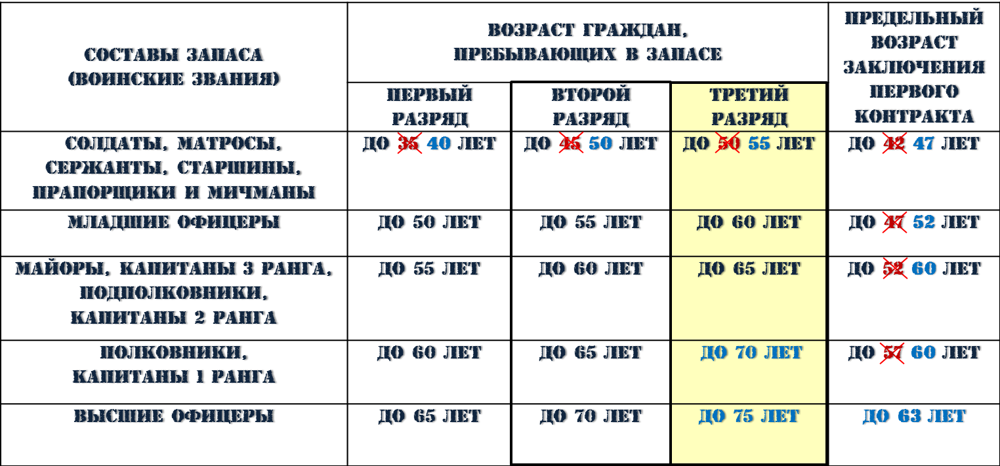 СОСТАВЫ ЗАПАСА
(ВОИНСКИЕ ЗВАНИЯ)
ВОЗРАСТ ГРАЖДАН,
ПРЕБЫВАЮЩИХ В ЗАПАСЕ
ПРЕДЕЛЬНЫЙ
ВОЗРАСТ
ЗАКЛЮЧЕНИЯ
ПЕРВОГО
КОНТРАКТА
ПЕРВЫЙ
РАЗРЯД
ВТОРОЙ
РАЗРЯД
ТРЕТИЙ
РАЗРЯД
СОЛДАТЫ, МАТРОСЫ,
СЕРЖАНТЫ, СТАРШИНЫ,
ПРАПОРЩИКИ И МИЧМАНЫ
ДО 35 40 ЛЕТ
ДО 45 50 ЛЕТ
ДО 50 55 ЛЕТ
ДО 42 47 ЛЕТ
МЛАДШИЕ ОФИЦЕРЫ
ДО 50 ЛЕТ
ДО 55 ЛЕТ
ДО 60 ЛЕТ
ДО 47 52 ЛЕТ
МАЙОРЫ, КАПИТАНЫ 3 РАНГА,
ПОДПОЛКОВНИКИ,
КАПИТАНЫ 2 РАНГА
ДО 55 ЛЕТ
ДО 60 ЛЕТ
ДО 65 ЛЕТ
ДО 52 60 ЛЕТ
ПОЛКОВНИКИ,
КАПИТАНЫ 1 РАНГА
ДО 60 ЛЕТ
ДО 65 ЛЕТ
ДО 70 ЛЕТ
ДО 57 60 ЛЕТ
ВЫСШИЕ ОФИЦЕРЫ
ДО 65 ЛЕТ
ДО 70 ЛЕТ
ДО 75 ЛЕТ
ДО 63 ЛЕТ